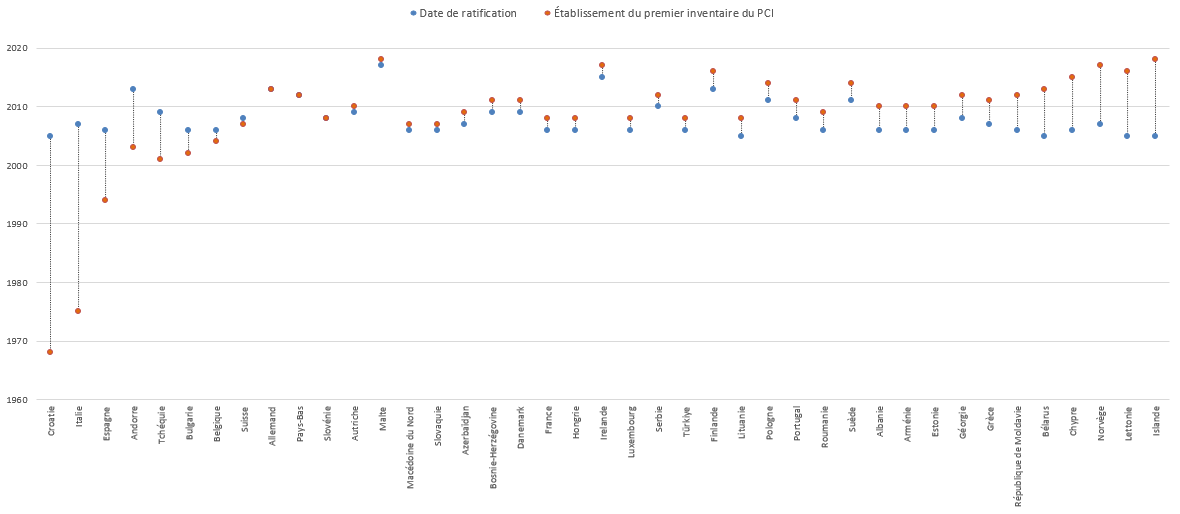 Date de ratification
Établissement du premier inventaire du PCI
2020
2010
2000
1990
1980
1970
1960
Croatie
Italie
Espagne
Andorre
Tchéquie
Bulgarie
Belgique
Suisse
Allemand
Pays-Bas
Slovénie
Autriche
Malte
Macédoine du Nord
Slovaquie
Azerbaïdjan
Bosnie-Herzégovine
Danemark
France
Hongrie
Irelande
Luxembourg
Serbie
Türkiye
Finlande
Lituanie
Pologne
Portugal
Roumanie
Suède
Albanie
Arménie
Estonie
Géorgie
Grèce
République de Moldavie
Bélarus
Chypre
Norvège
Lettonie
Islande